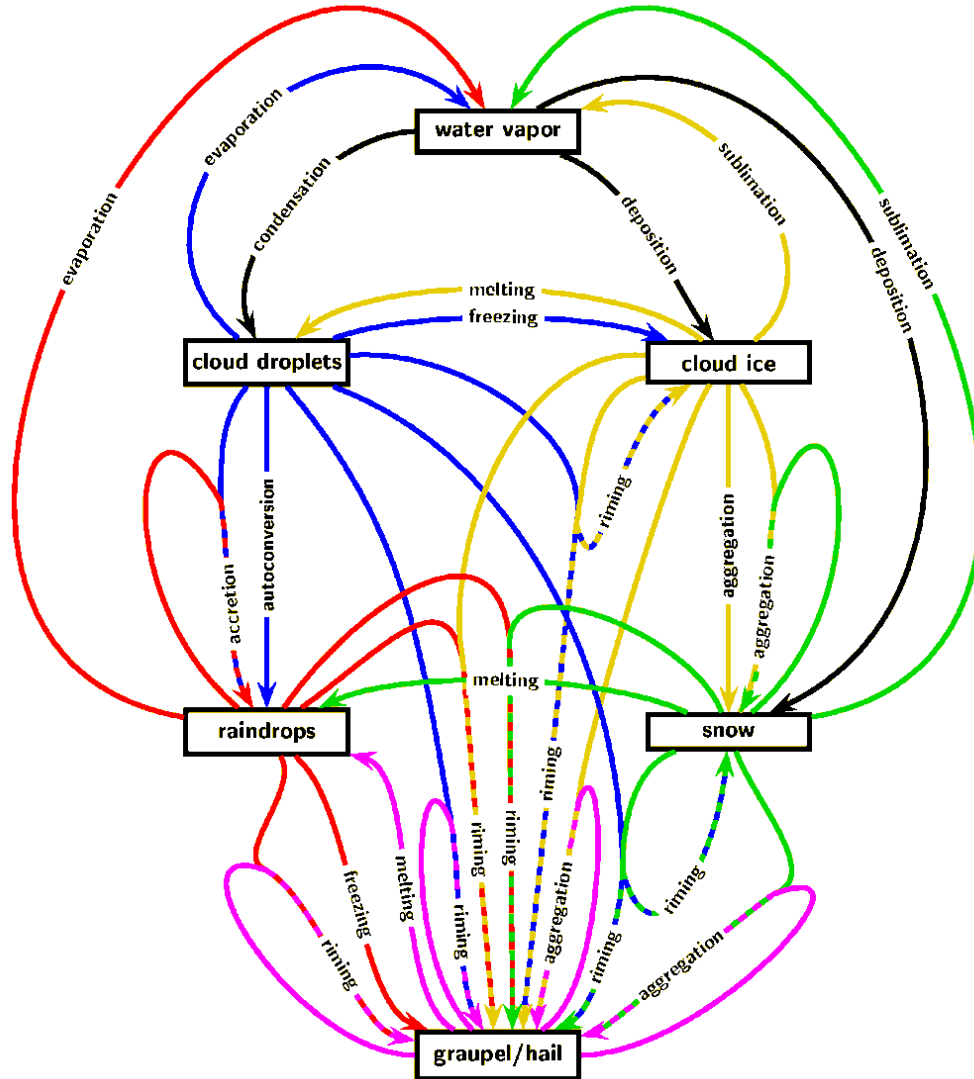 water vapor
evaporation
evaporation
condensation
deposition
sublimation
sublimation
deposition
melting
freezing
cloud droplets
cloud ice
riming
accretion
autoconversion
aggregation
aggregation
melting
raindrops
snow
riming
riming
riming
freezing
melting
riming
riming
aggregation
riming
riming
aggregation
graupel/hail